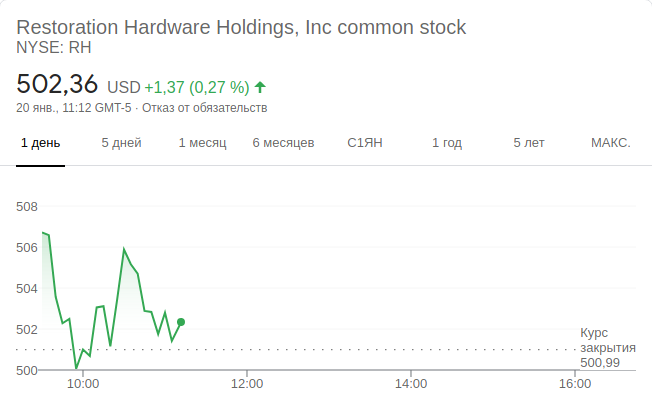 Restoration Hardware Holdings, Inc common stock
NYSE: RH
502,36 USD +1,37 (0,27 %) ↑
20 янв., 11:12 GMT-5 · Отказ от обязательств
1 день 5 дней 1 месяц 6 месяцев С1ЯН 1 год 5 лет МАКС.
508
506
504
502
500
Курс
закрытия
500,99
10:00 12:00 14:00 16:00